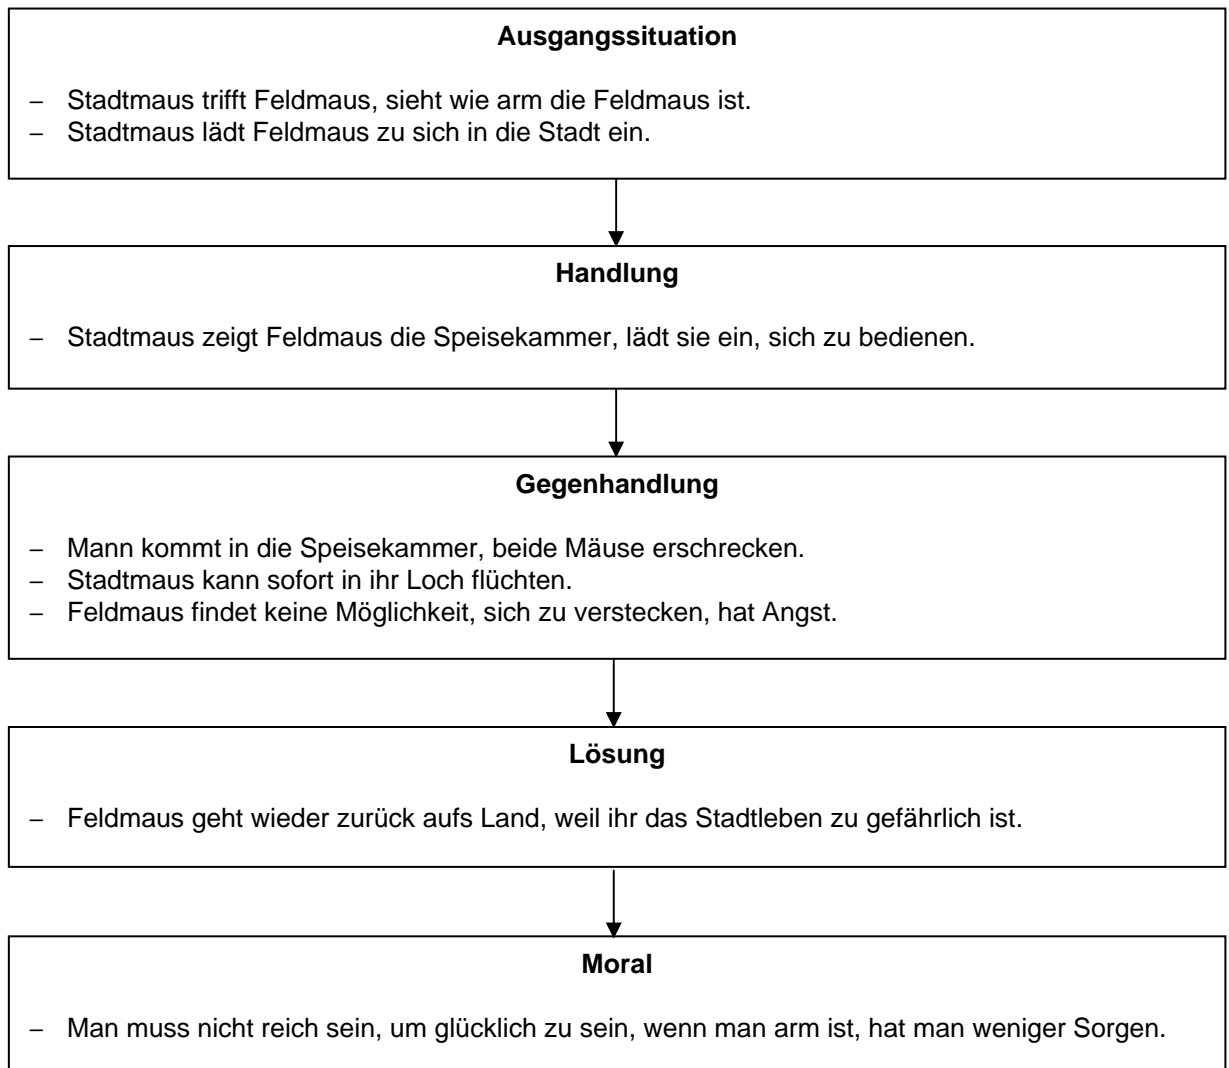 Ausgangssituation
– Stadtmaus trifft Feldmaus, sieht wie arm die Feldmaus ist.
– Stadtmaus lädt Feldmaus zu sich in die Stadt ein.
Handlung
– Stadtmaus zeigt Feldmaus die Speisekammer, lädt sie ein, sich zu bedienen.
Gegenhandlung
– Mann kommt in die Speisekammer, beide Mäuse erschrecken.
– Stadtmaus kann sofort in ihr Loch flüchten.
– Feldmaus findet keine Möglichkeit, sich zu verstecken, hat Angst.
Lösung
– Feldmaus geht wieder zurück aufs Land, weil ihr das Stadtleben zu gefährlich ist.
Moral
– Man muss nicht reich sein, um glücklich zu sein, wenn man arm ist, hat man weniger Sorgen.